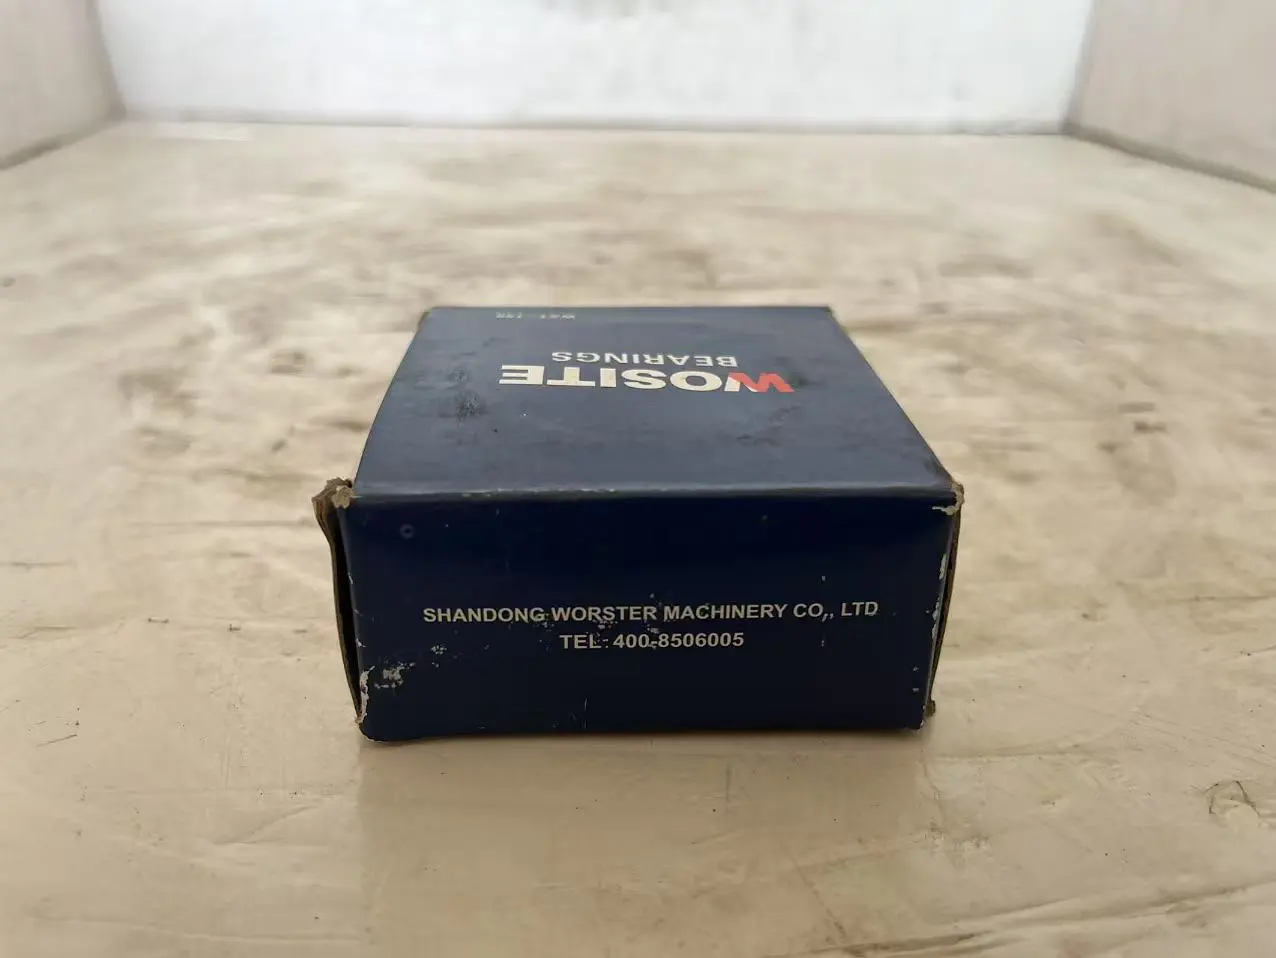 WOSITE
BEARINGS
SHANDONG WORSTER MACHINERY CO,. LTD
TEL: 400-8506005